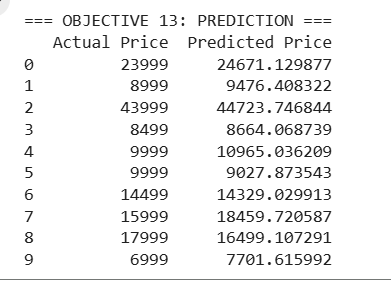 === OBJECTIVE 13: PREDICTION ===
Actual Price Predicted Price
0 23999 24671.129877
1 8999 9476.408322
2 43999 44723.746844
3 8499 8664.068739
4 9999 10965.036209
5 9999 9027.873543
6 14499 14329.029913
7 15999 18459.720587
8 17999 16499.107291
9 6999 7701.615992